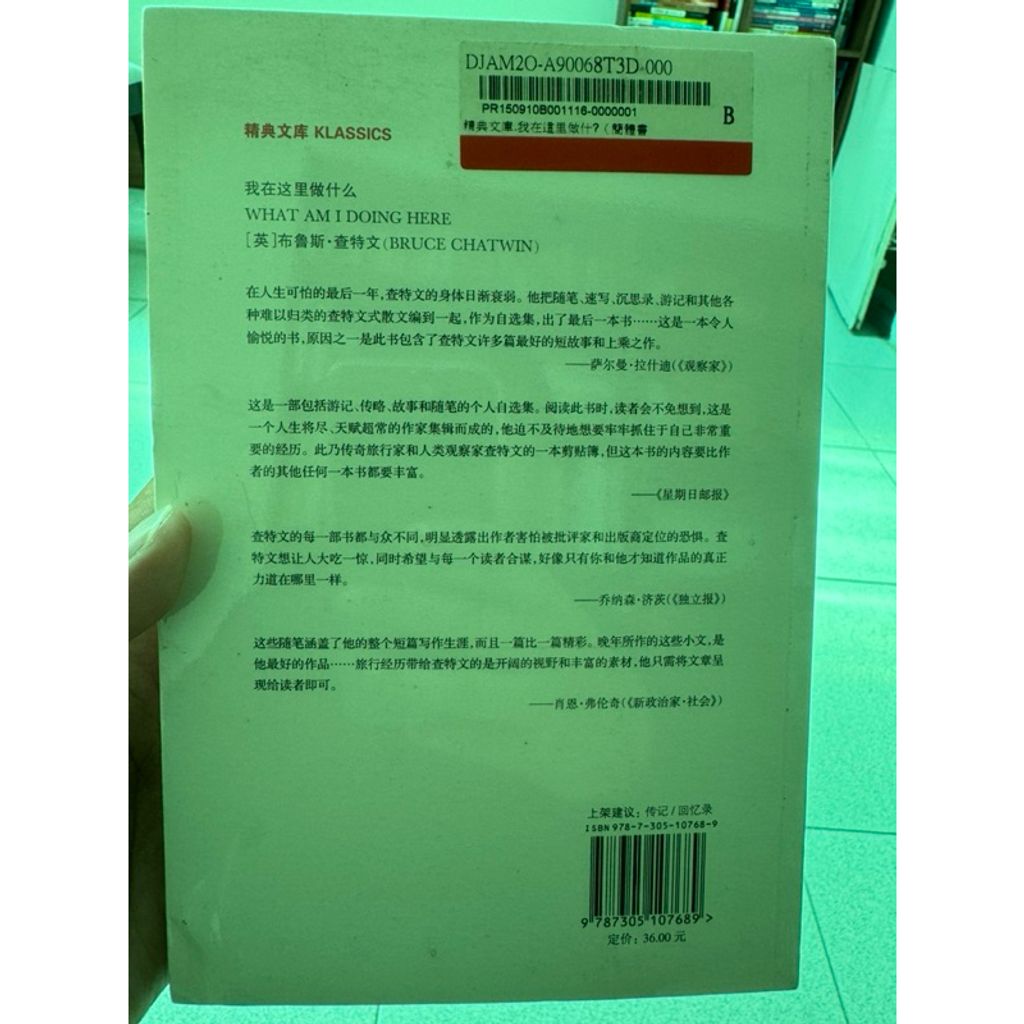 DJAM2O-A90068T3D-000
PR150910B001116-0000001
B
精典文庫:我在這里做什?(簡體書
精典文库 KLASSICS
我在这里做什么
WHAT AM I DOING HERE
[英]布鲁斯·查特文(BRUCE CHATWIN)
在人生可怕的最后一年,查特文的身体日渐衰弱。他把随笔、速写、沉思录、游记和其他各
种难以归类的查特文式散文编到一起,作为自选集,出了最后一本书……这是一本令人
愉悦的书,原因之一是此书包含了查特文许多篇最好的短故事和上乘之作。
——萨尔曼·拉什迪(《观察家》)
这是一部包括游记、传略、故事和随笔的个人自选集。阅读此书时,读者会不免想到,这是
一个人生将尽、天赋超常的作家集辑而成的,他迫不及待地想要牢牢抓住于自己非常重
要的经历。此乃传奇旅行家和人类观察家查特文的一本剪贴簿,但这本书的内容要比作
者的其他任何一本书都要丰富。
——《星期日邮报》
查特文的每一部书都与众不同,明显透露出作者害怕被批评家和出版商定位的恐惧。查
特文想让人大吃一惊,同时希望与每一个读者合谋,好像只有你和他才知道作品的真正
力道在哪里一样。
——乔纳森·济茨(《独立报》)
这些随笔涵盖了他的整个短篇写作生涯,而且一篇比一篇精彩。晚年所作的这些小文,是
他最好的作品……旅行经历带给查特文的是开阔的视野和丰富的素材,他只需将文章呈
现给读者即可。
——肖恩·弗伦奇(《新政治家·社会》)
上架建议:传记/回忆录
ISBN 978-7-305-10768-9
9 787305 107689 >
定价:36.00 元